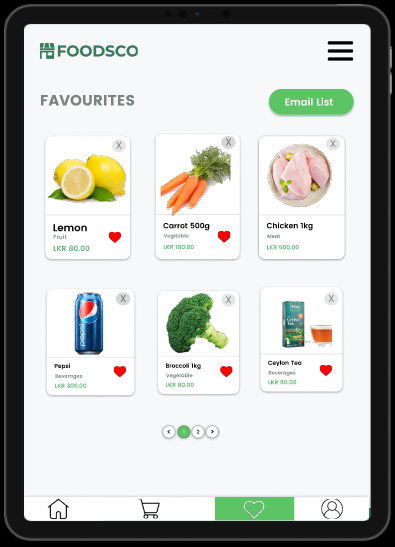 FOODSCO
FAVOURITES
Email List
X
X
X
Lemon
Fruit
LKR 80.00
Carrot 500g
Vegitable
LKR 180.00
Chicken 1kg
Meat
LKR 500.00
X
X
X
pepsi
Pepsi
Beverages
LKR 300.00
Broccoli 1kg
Vegetable
LKR 80.00
Ceylon Tea
Beverages
LKR 80.00
< 1 2 >